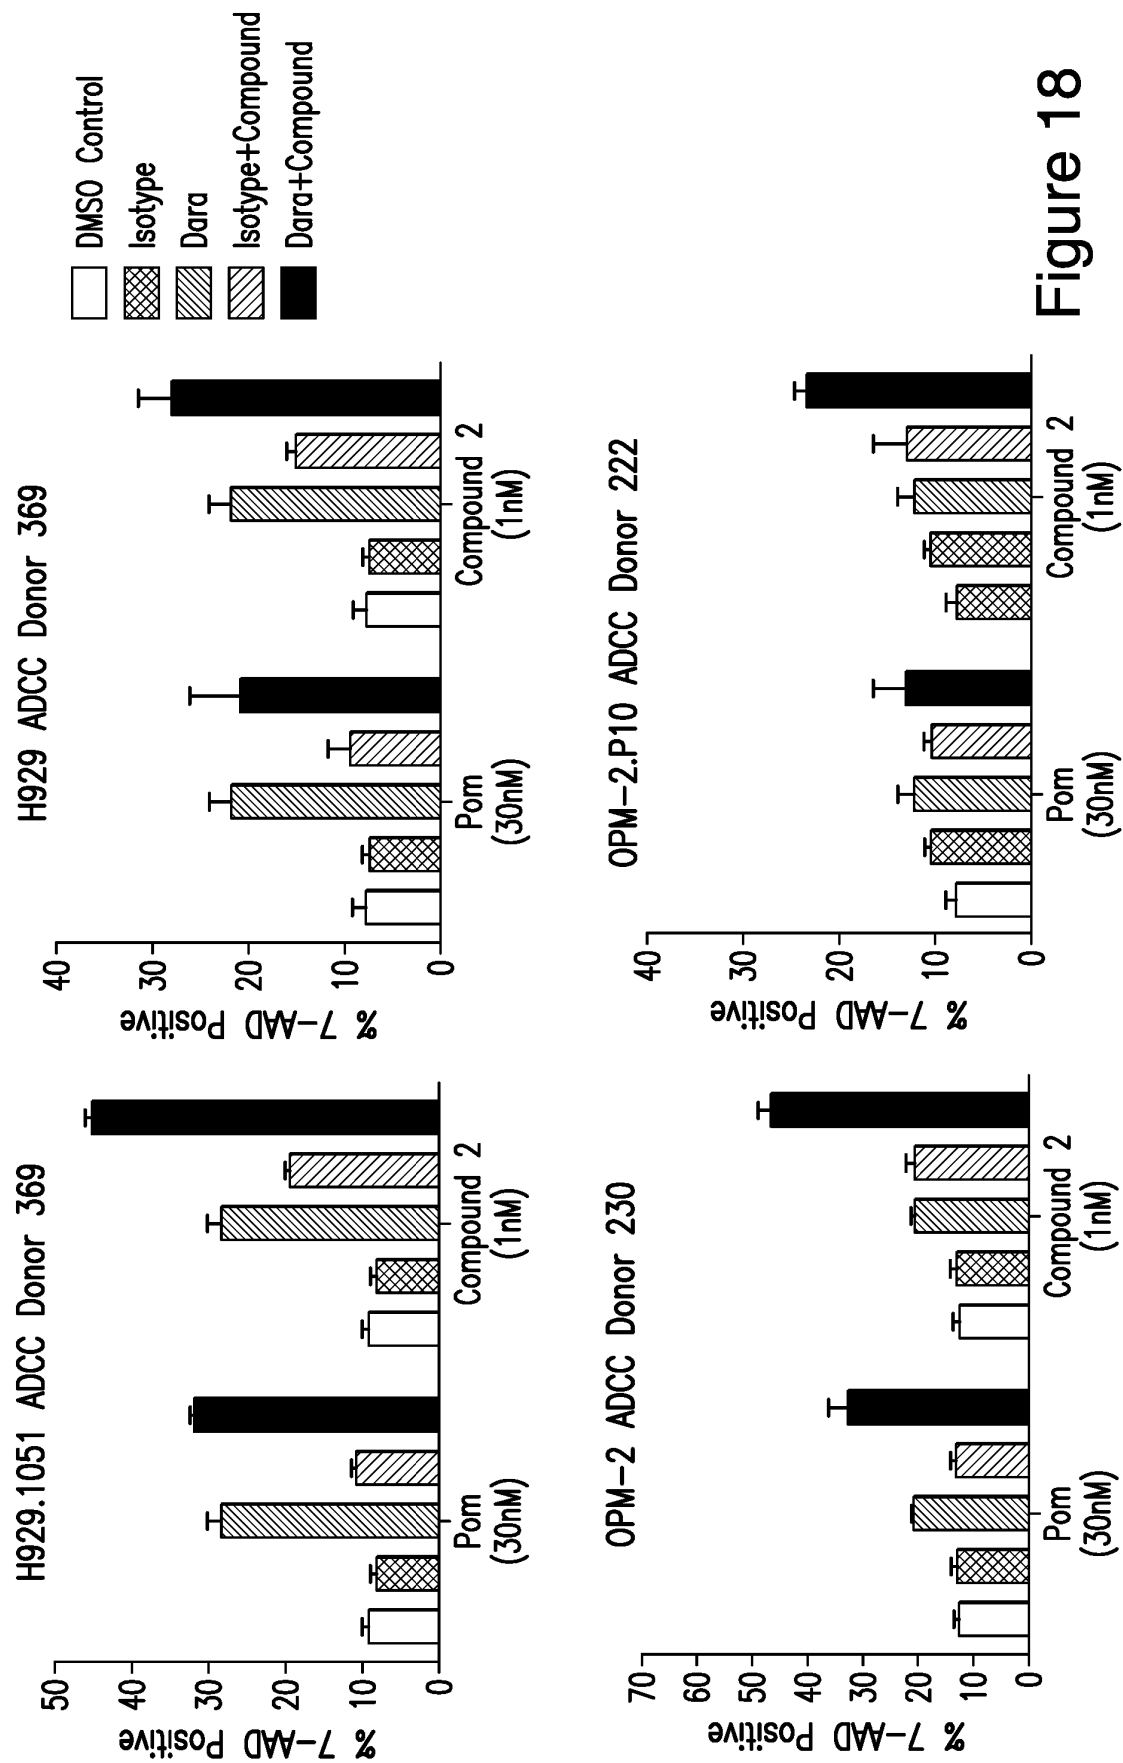 H929.1051 ADCC Donor 369
% 7-AAD Positive
50
40
30
20
10
0
Pom
(30nM)
Compound 2
(1nM)
H929 ADCC Donor 369
% 7-AAD Positive
40
30
20
10
0
Pom
(30nM)
Compound 2
(1nM)
DMSO Control
Isotype
Dara
Isotype+Compound
Dara+Compound
OPM-2 ADCC Donor 230
% 7-AAD Positive
70
60
50
40
30
20
10
0
Pom
(30nM)
Compound 2
(1nM)
OPM-2.P10 ADCC Donor 222
% 7-AAD Positive
40
30
20
10
0
Pom
(30nM)
Compound 2
(1nM)
Figure 18